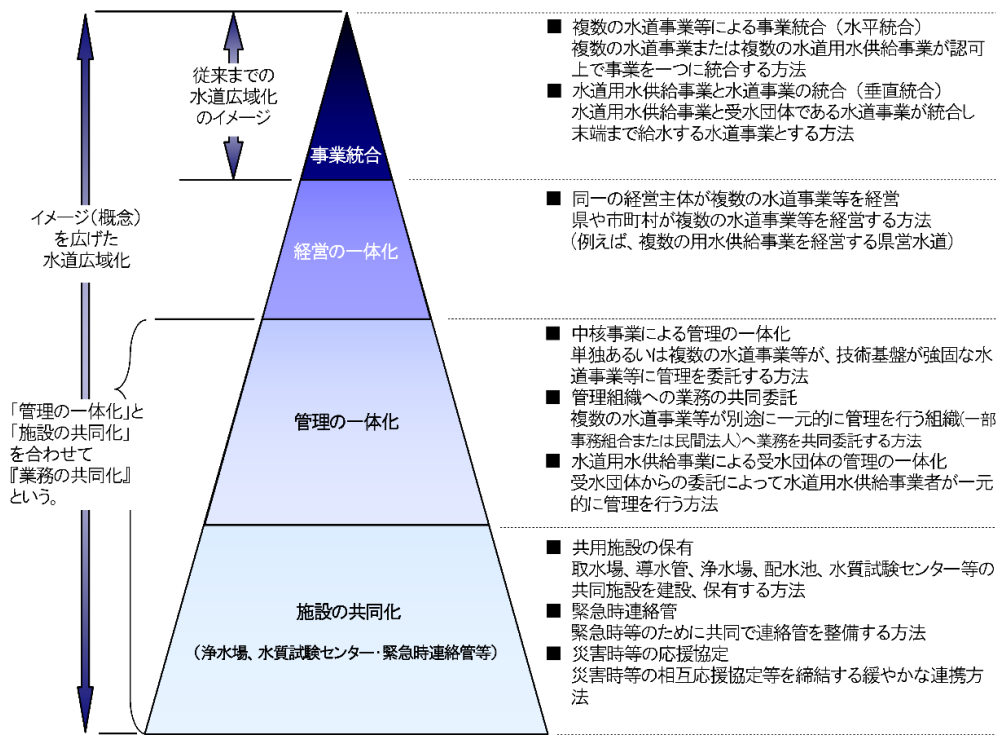 従来までの
水道広域化
のイメージ
イメージ（概念）
を広げた
水道広域化
「管理の一体化」と
「施設の共同化」
を合わせて
『業務の共同化』
という。
事業統合
経営の一体化
管理の一体化
施設の共同化
（浄水場、水質試験センター・緊急時連絡管等）
■ 複数の水道事業等による事業統合（水平統合）
複数の水道事業または複数の水道用水供給事業が認可
上で事業を一つに統合する方法
■ 水道用水供給事業と水道事業の統合（垂直統合）
水道用水供給事業と受水団体である水道事業が統合し
末端まで給水する水道事業とする方法
■ 同一の経営主体が複数の水道事業等を経営
県や市町村が複数の水道事業等を経営する方法
（例えば、複数の用水供給事業を経営する県営水道）
■ 中核事業による管理の一体化
単独あるいは複数の水道事業等が、技術基盤が強固な水
道事業等に管理を委託する方法
■ 管理組織への業務の共同委託
複数の水道事業等が別途に一元的に管理を行う組織（一部
事務組合または民間法人）へ業務を共同委託する方法
■ 水道用水供給事業による受水団体の管理の一体化
受水団体からの委託によって水道用水供給事業者が一元
的に管理を行う方法
■ 共用施設の保有
取水場、導水管、浄水場、配水池、水質試験センター等の
共同施設を建設、保有する方法
■ 緊急時連絡管
緊急時等のために共同で連絡管を整備する方法
■ 災害時等の応援協定
災害時等の相互応援協定等を締結する緩やかな連携方
法